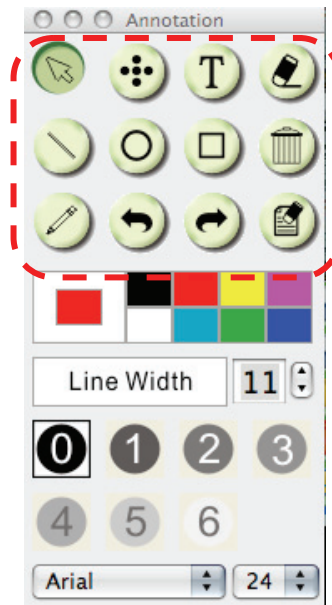 Annotation
T
Line Width 11
0 1 2 3
4 5 6
Arial 24